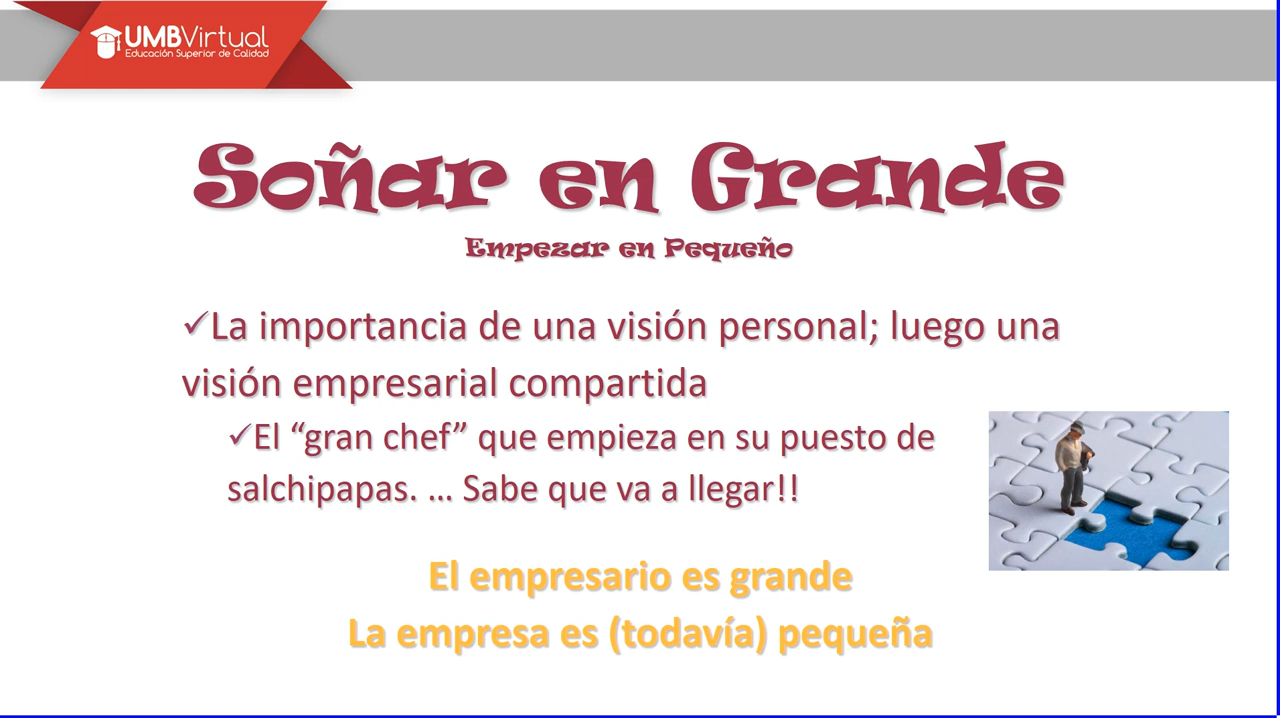 UMBVirtual
Educación Superior de Calidad
Soñar en Grande
Empezar en Pequeño
✓La importancia de una visión personal; luego una
visión empresarial compartida
✓El “gran chef” que empieza en su puesto de
salchipapas. ... Sabe que va a llegar!!
El empresario es grande
La empresa es (todavía) pequeña